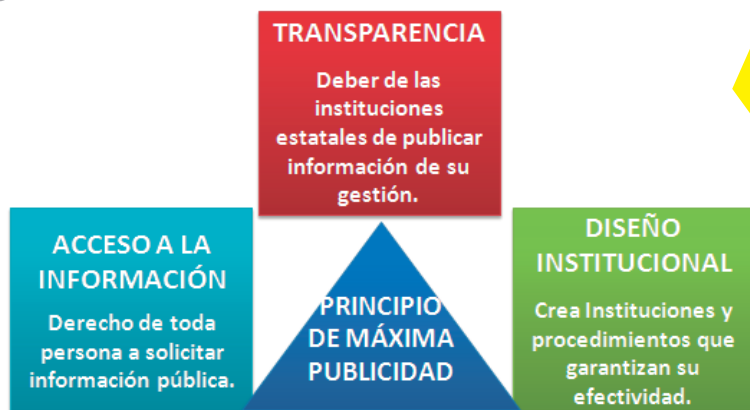 TRANSPARENCIA
Deber de las
instituciones
estatales de publicar
información de su
gestión.
ACCESO A LA
INFORMACIÓN
Derecho de toda
persona a solicitar
información pública.
PRINCIPIO
DE MÁXIMA
PUBLICIDAD
DISEÑO
INSTITUCIONAL
Crea Instituciones y
procedimientos que
garantizan su
efectividad.